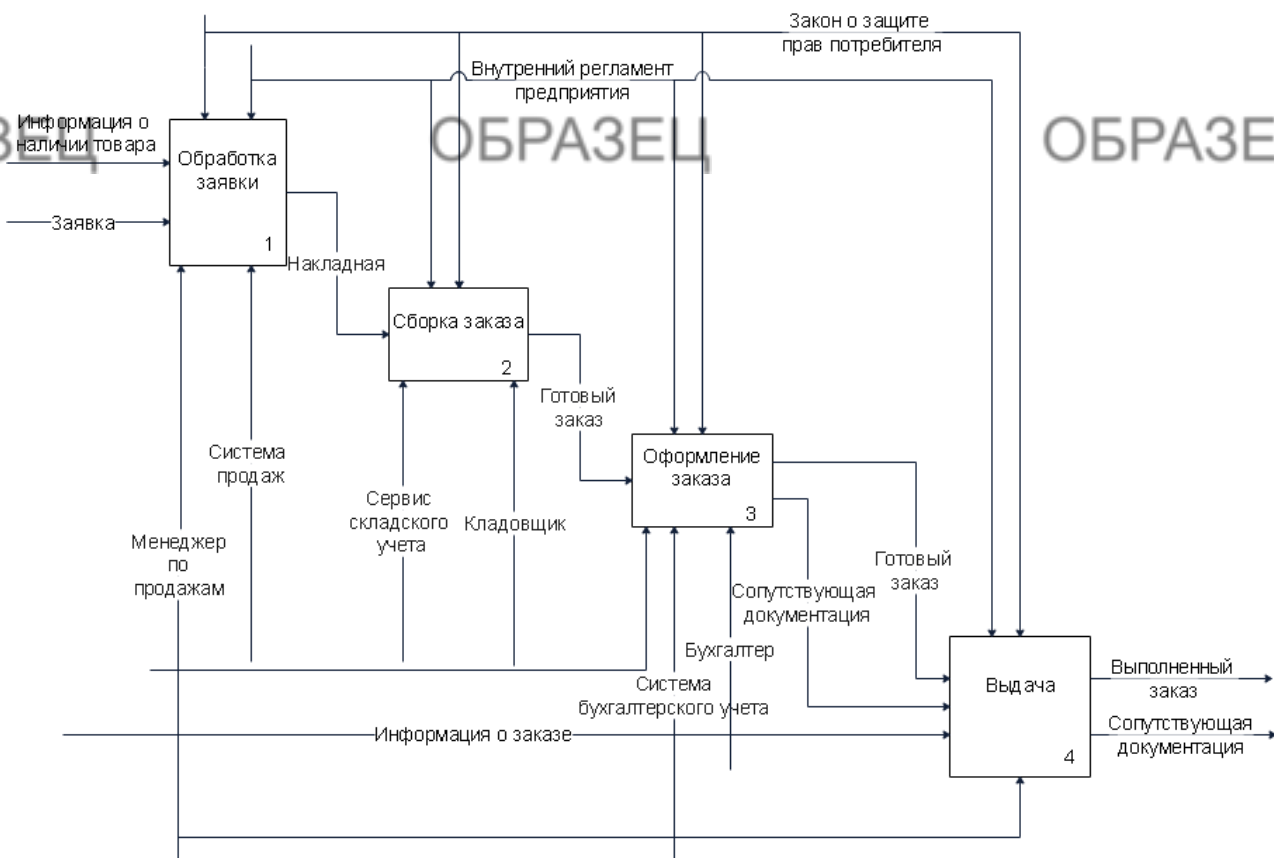 Закон о защите
прав потребителя
Внутренний регламент
предприятия
Информация о
наличии товара
ОБРАЗЕЦ
Обработка
заявки
1
Заявка
Накладная
Сборка заказа
2
Готовый
заказ
Система
продаж
Оформление
заказа
3
Сервис
складского
учета
Кладовщик
Менеджер
по
продажам
Готовый
заказ
Сопутствующая
документация
Бухгалтер
Система
бухгалтерского учета
Информация о заказе
Выдача
4
Выполненный
заказ
Сопутствующая
документация